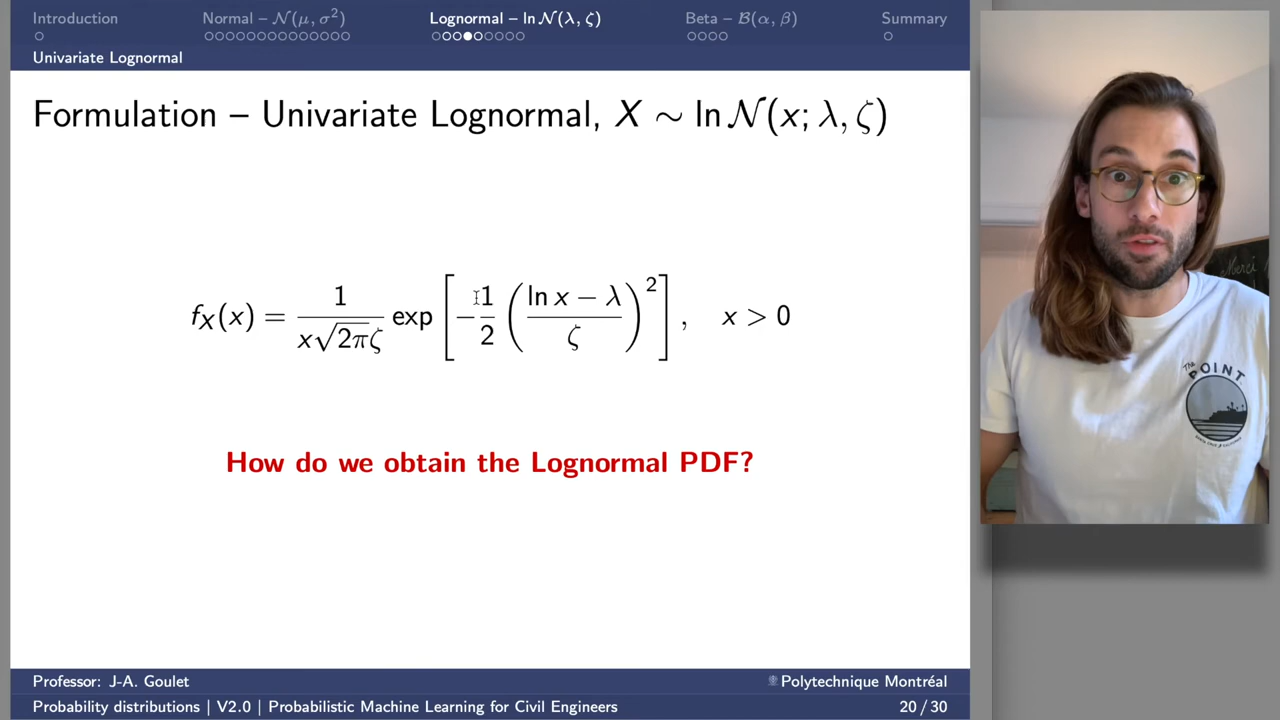 Introduction
Normal – 𝒩(μ, σ²)
Lognormal – ln 𝒩(λ, ζ)
Beta – ℬ(α, β)
Summary
Univariate Lognormal
Formulation – Univariate Lognormal, X ∼ ln 𝒩(x; λ, ζ)
f_X(x) = 1/(x√(2π)ζ) exp[−1/2 ((ln x − λ)/ζ)²], x > 0
How do we obtain the Lognormal PDF?
Professor: J-A. Goulet
Polytechnique Montréal
Probability distributions | V2.0 | Probabilistic Machine Learning for Civil Engineers
20 / 30
THE
POINT
Merci